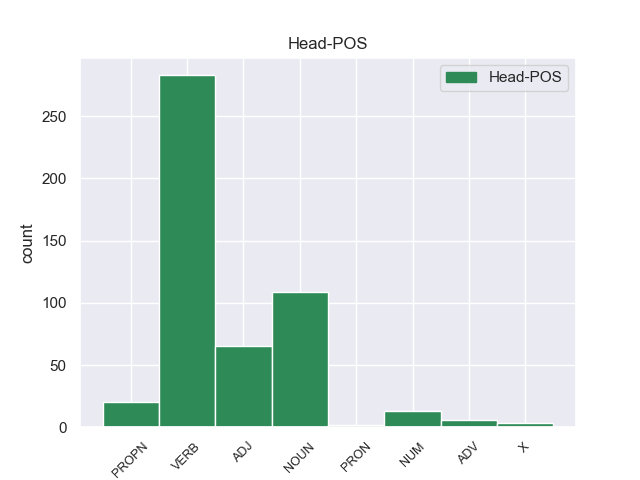 Head-POS
Head-POS
250
200
150
100
50
0
count
PROPN
VERB
ADJ
NOUN
PRON
NUM
ADV
X